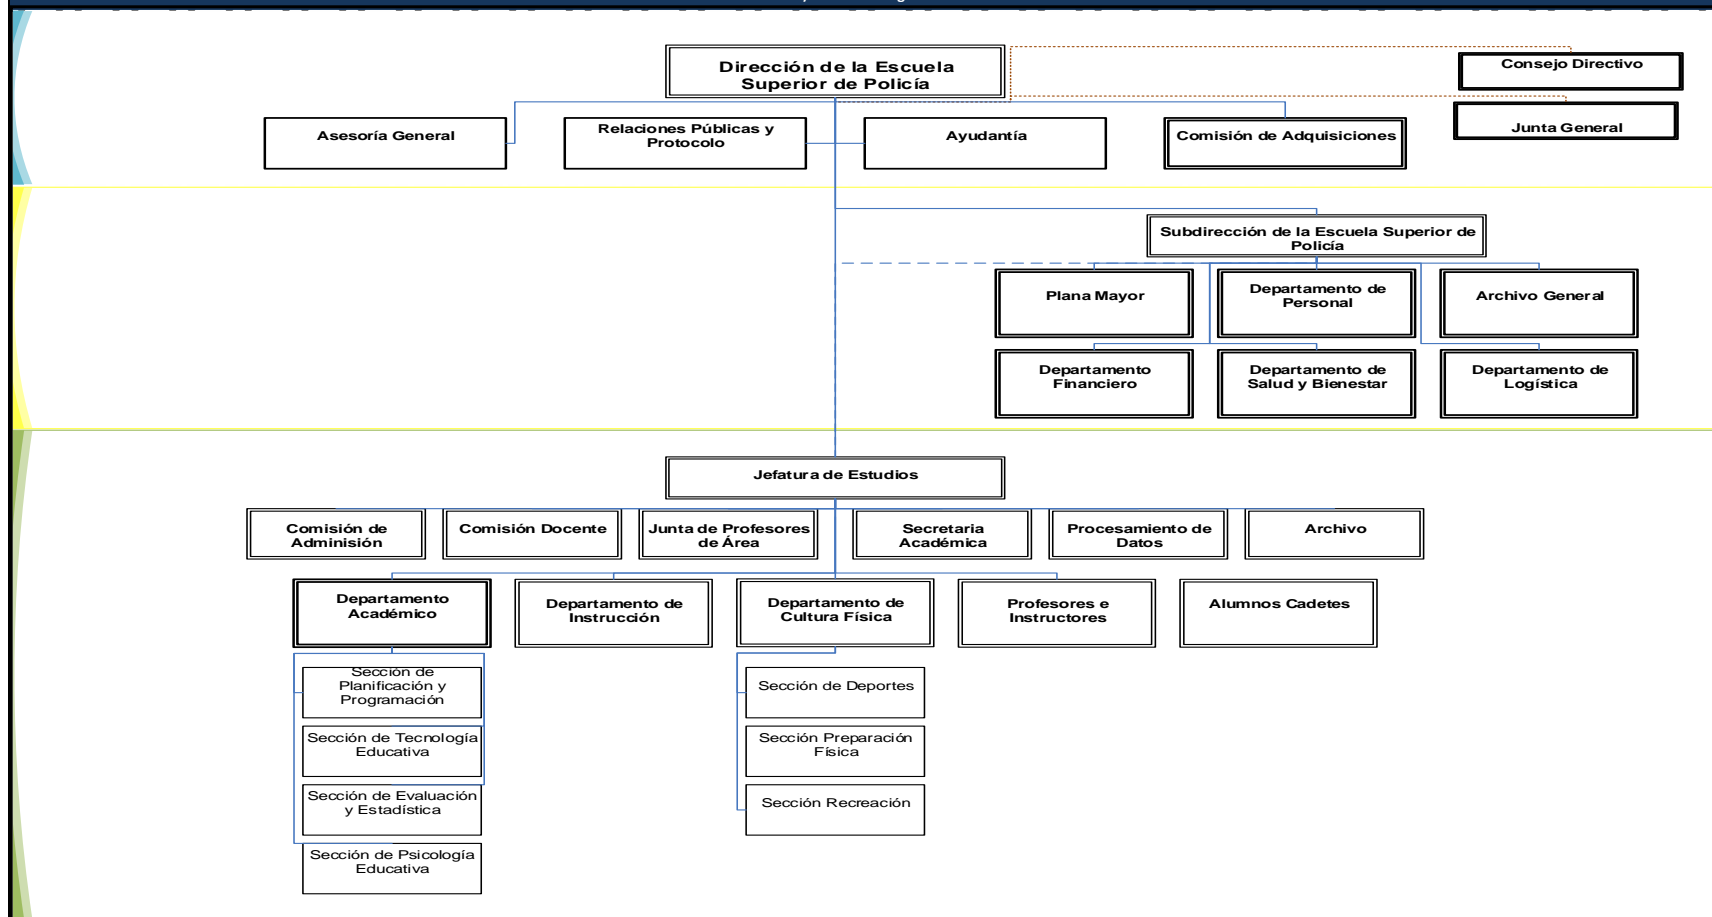 Dirección de la Escuela
Superior de Policía
Consejo Directivo
Junta General
Asesoría General
Relaciones Públicas y
Protocolo
Ayudantía
Comisión de Adquisiciones
Subdirección de la Escuela Superior de
Policía
Plana Mayor
Departamento de
Personal
Archivo General
Departamento
Financiero
Departamento de
Salud y Bienestar
Departamento de
Logística
Jefatura de Estudios
Comisión de
Adminisión
Comisión Docente
Junta de Profesores
de Área
Secretaria
Académica
Procesamiento de
Datos
Archivo
Departamento
Académico
Departamento de
Instrucción
Departamento de
Cultura Física
Profesores e
Instructores
Alumnos Cadetes
Sección de
Planificación y
Programación
Sección de Tecnología
Educativa
Sección de Evaluación
y Estadística
Sección de Psicología
Educativa
Sección de Deportes
Sección Preparación
Física
Sección Recreación